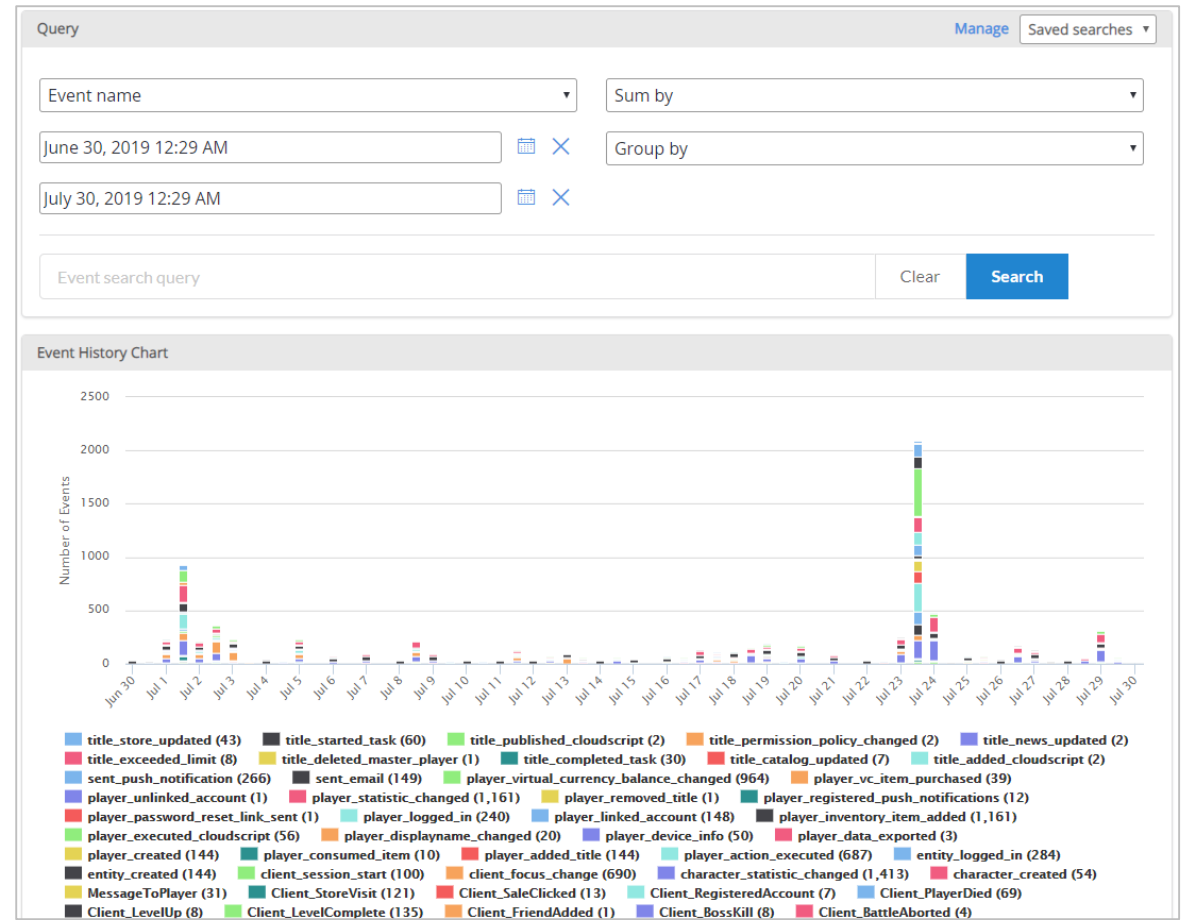 Query Manage Saved searches
Event name Sum by
June 30, 2019 12:29 AM Group by
July 30, 2019 12:29 AM
Event search query Clear Search
Event History Chart
2500
2000
1500
1000
500
0
Number of Events
Jun 30 Jul 1 Jul 2 Jul 3 Jul 4 Jul 5 Jul 6 Jul 7 Jul 8 Jul 9 Jul 10 Jul 11 Jul 12 Jul 13 Jul 14 Jul 15 Jul 16 Jul 17 Jul 18 Jul 19 Jul 20 Jul 21 Jul 22 Jul 23 Jul 24 Jul 25 Jul 26 Jul 27 Jul 28 Jul 29 Jul 30
title_store_updated (43) title_started_task (60) title_published_cloudscript (2) title_permission_policy_changed (2) title_news_updated (2)
title_exceeded_limit (8) title_deleted_master_player (1) title_completed_task (30) title_catalog_updated (7) title_added_cloudscript (2)
sent_push_notification (266) sent_email (149) player_virtual_currency_balance_changed (964) player_vc_item_purchased (39)
player_unlinked_account (1) player_statistic_changed (1,161) player_removed_title (1) player_registered_push_notifications (12)
player_password_reset_link_sent (1) player_logged_in (240) player_linked_account (148) player_inventory_item_added (1,161)
player_executed_cloudscript (56) player_displayname_changed (20) player_device_info (50) player_data_exported (3)
player_created (144) player_consumed_item (10) player_added_title (144) player_action_executed (687) entity_logged_in (284)
entity_created (144) client_session_start (100) client_focus_change (690) character_statistic_changed (1,413) character_created (54)
MessageToPlayer (31) Client_StoreVisit (121) Client_SaleClicked (13) Client_RegisteredAccount (7) Client_PlayerDied (69)
Client_LevelUp (8) Client_LevelComplete (135) Client_FriendAdded (1) Client_BossKill (8) Client_BattleAborted (4)